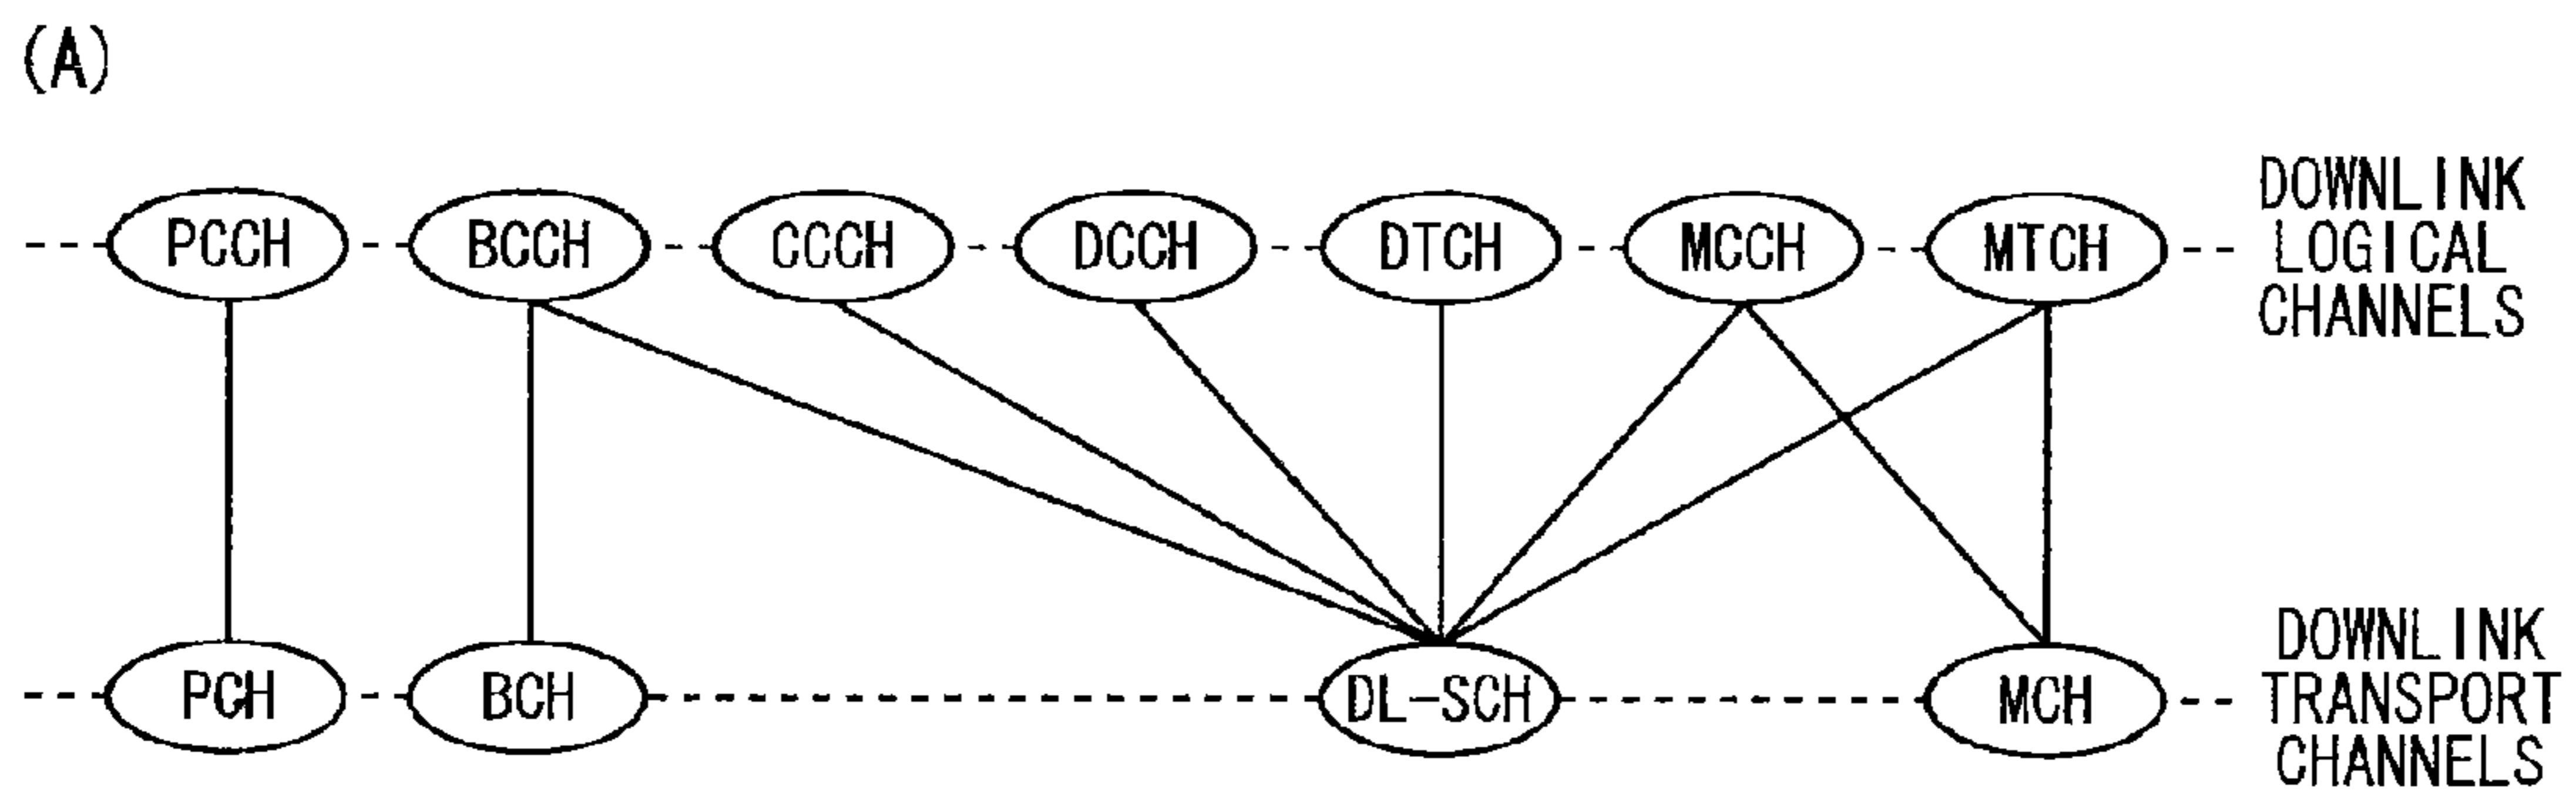 (A)
PCCH BCCH CCCH DCCH DTCH MCCH MTCH
DOWNLINK
LOGICAL
CHANNELS
PCH BCH DL-SCH MCH
DOWNLINK
TRANSPORT
CHANNELS